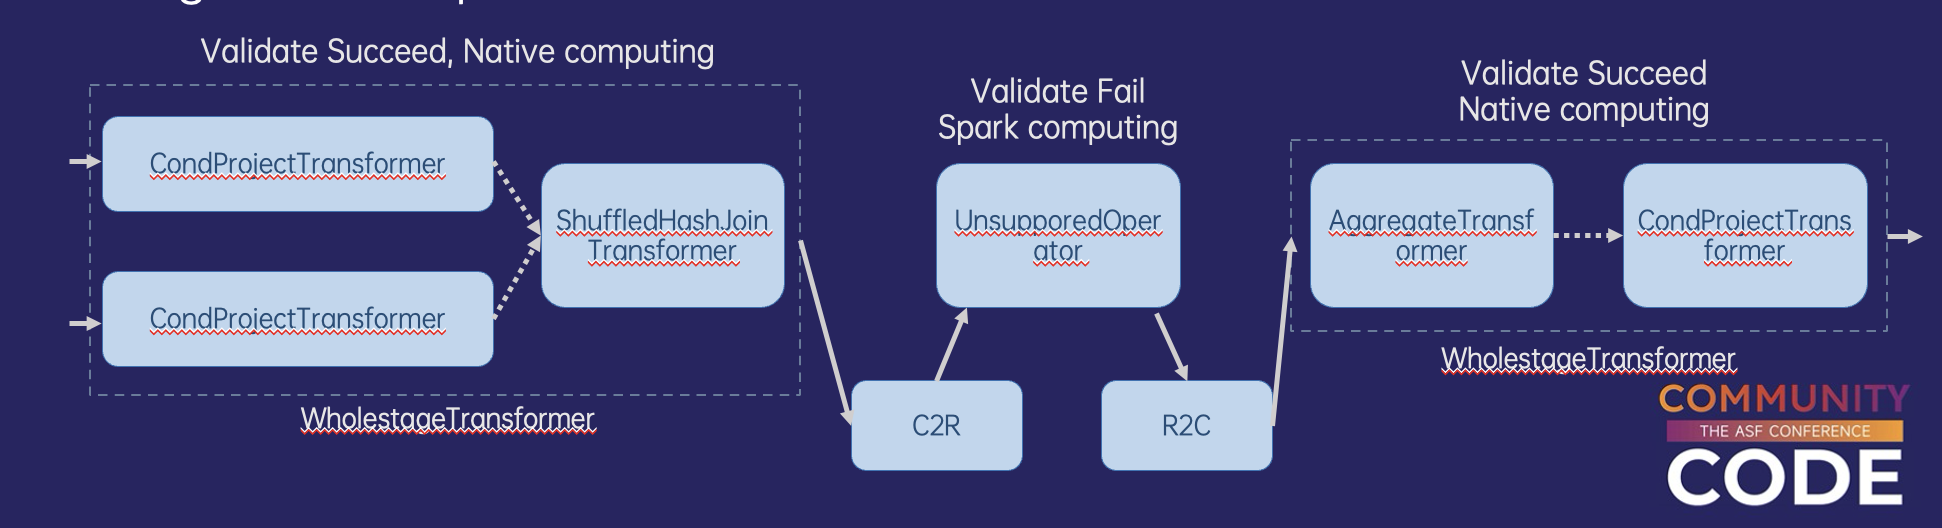 Validate Succeed, Native computing
CondProjectTransformer
CondProjectTransformer
ShuffledHashJoin
Transformer
WholestageTransformer
Validate Fail
Spark computing
UnsupporedOper
ator
C2R
R2C
Validate Succeed
Native computing
AggregateTransf
ormer
CondProjectTrans
former
WholestageTransformer
COMMUNITY
THE ASF CONFERENCE
CODE